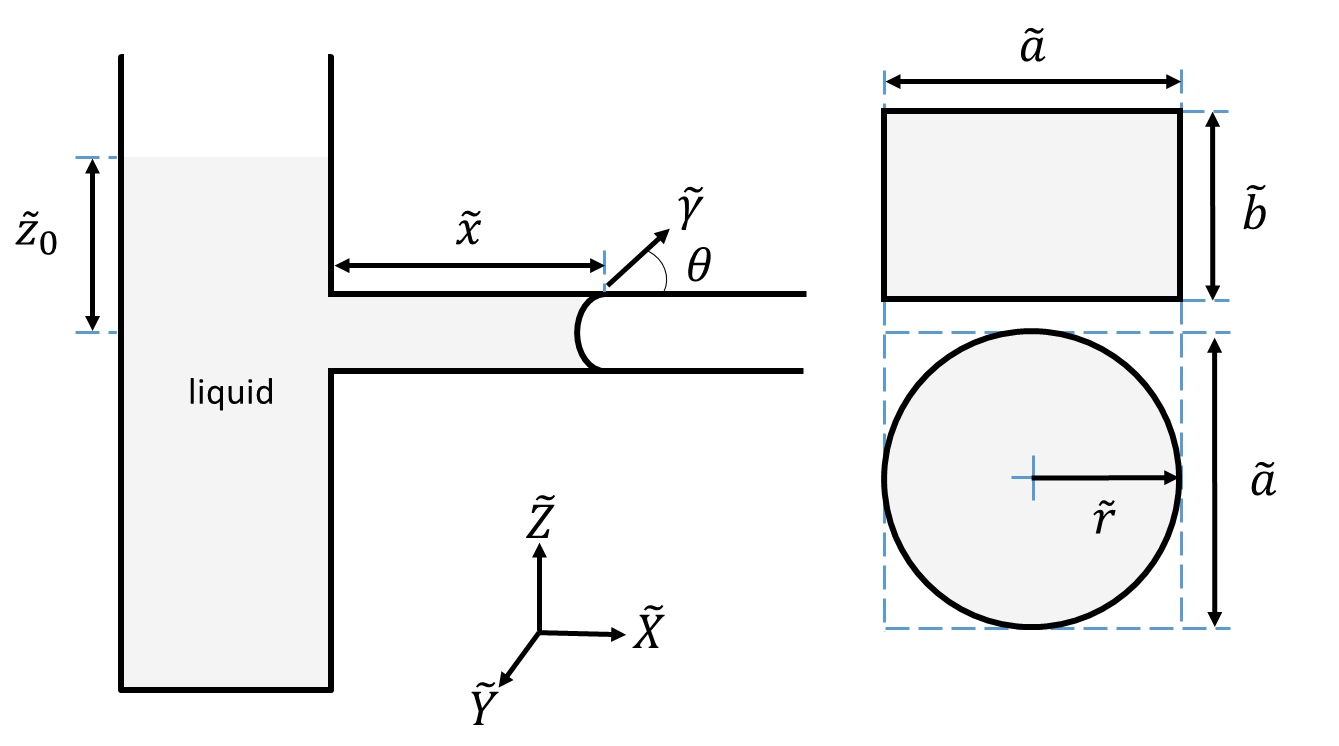 ã
z̃₀
x̃
γ̃
θ
b̃
liquid
ã
r̃
Z̃
X̃
Ỹ